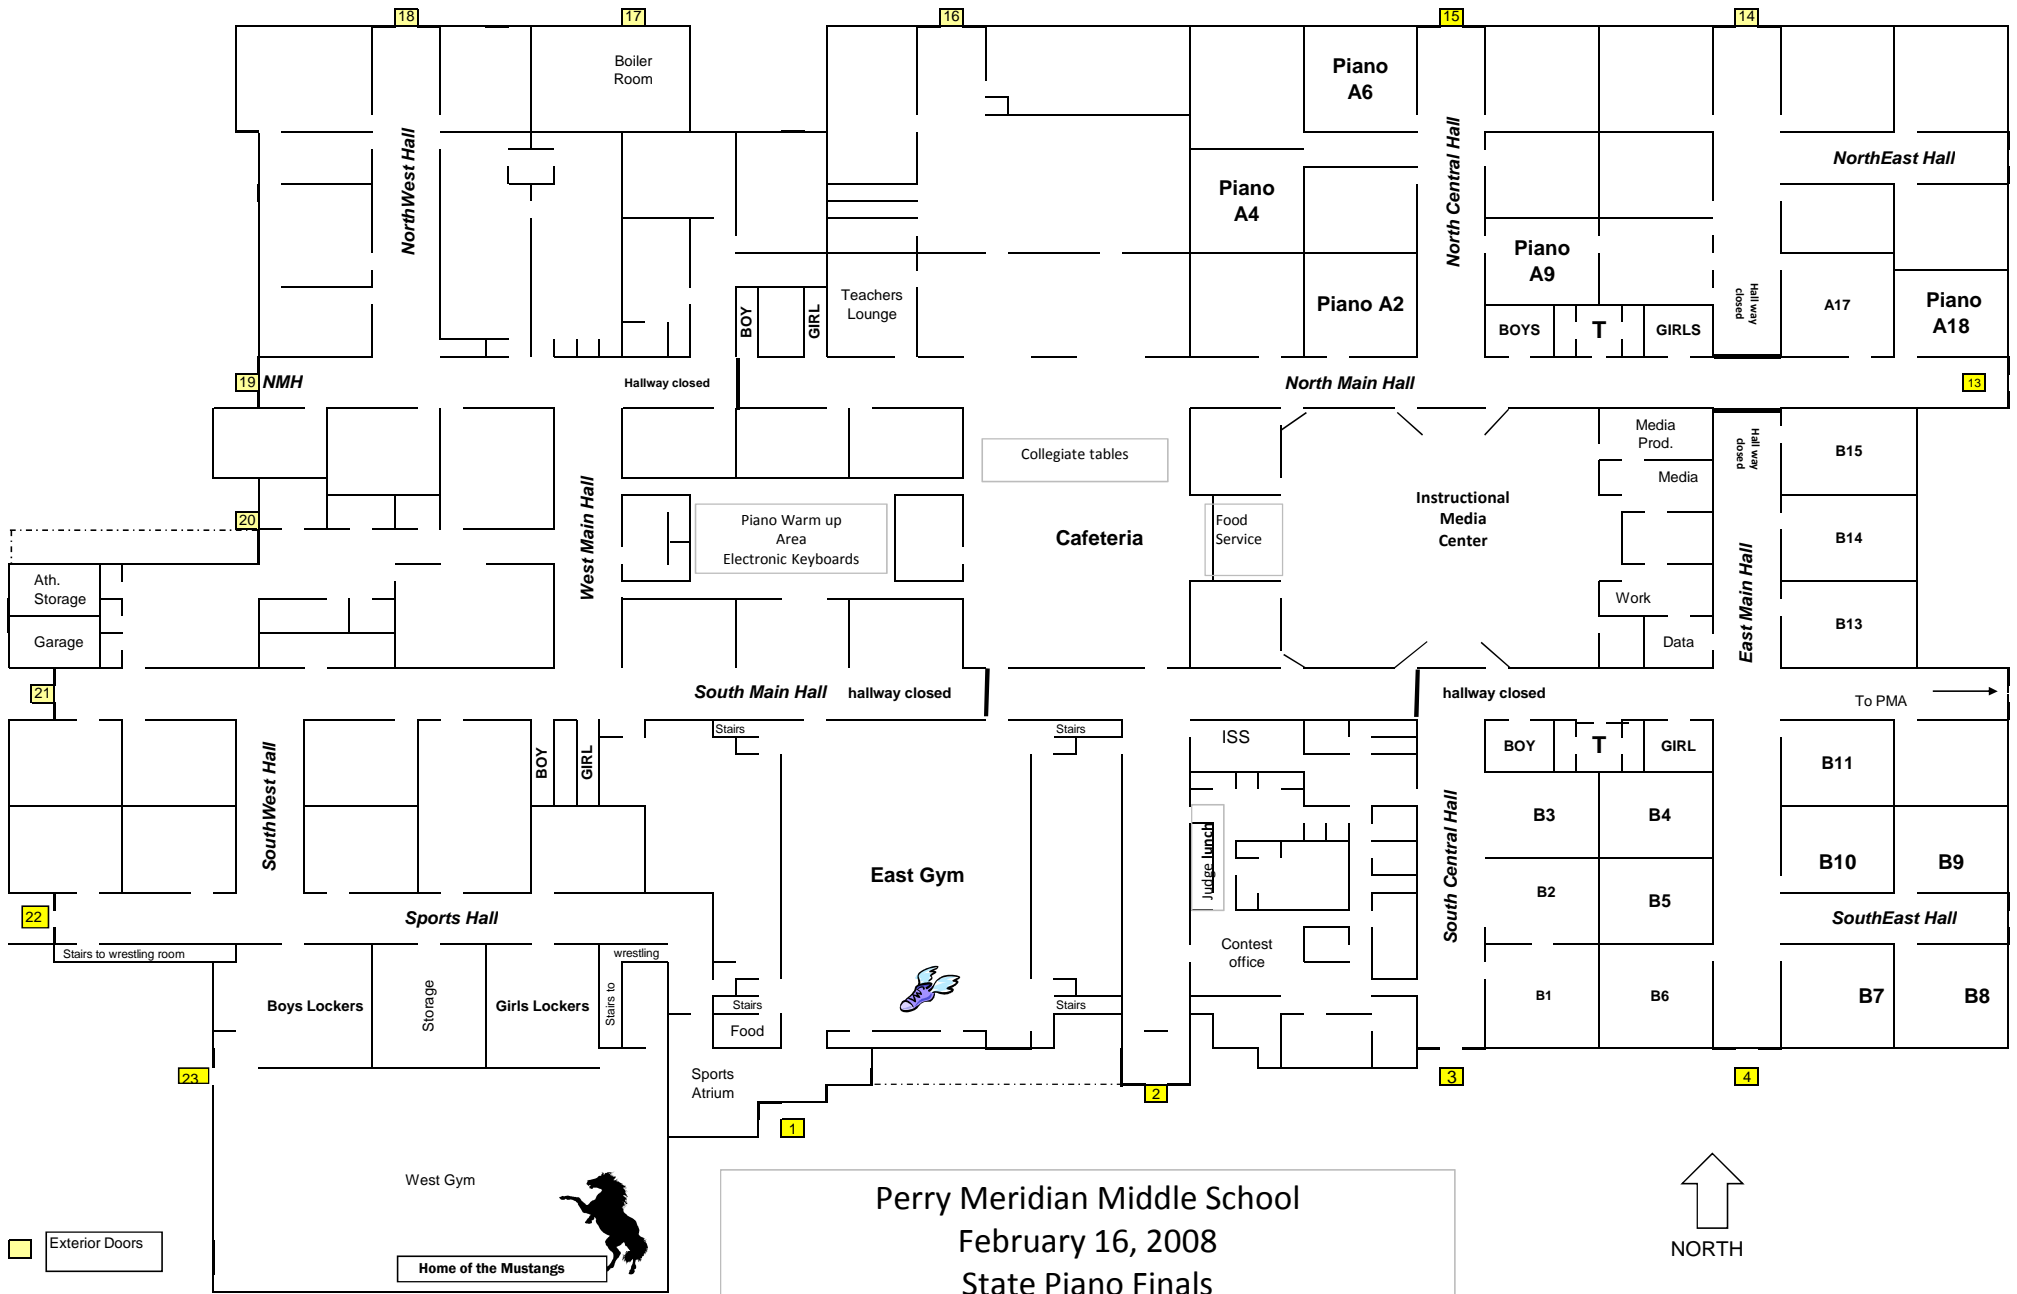 18
17
16
15
14
Boiler
Room
Piano
A6
NorthWest Hall
North Central Hall
NorthEast Hall
Piano
A4
Piano
A9
Teachers
Lounge
BOY
GIRL
Piano A2
BOYS
T
GIRLS
Hall way
closed
A17
Piano
A18
19
NMH
Hallway closed
North Main Hall
13
Collegiate tables
Media
Prod.
Media
Hall way
closed
B15
20
West Main Hall
Piano Warm up
Area
Electronic Keyboards
Cafeteria
Food
Service
Instructional
Media
Center
B14
Ath.
Storage
Garage
Work
Data
East Main Hall
B13
21
South Main Hall
hallway closed
hallway closed
To PMA
SouthWest Hall
BOY
GIRL
Stairs
Stairs
ISS
BOY
T
GIRL
B11
South Central Hall
B3
B4
Judge lunch
East Gym
B10
B9
B2
B5
22
Sports Hall
SouthEast Hall
Stairs to wrestling room
wrestling
Stairs to
Contest
office
Boys Lockers
Storage
Girls Lockers
Stairs
Stairs
Food
B1
B6
B7
B8
23
Sports
Atrium
1
2
3
4
West Gym
Perry Meridian Middle School
February 16, 2008
State Piano Finals
NORTH
Exterior Doors
Home of the Mustangs